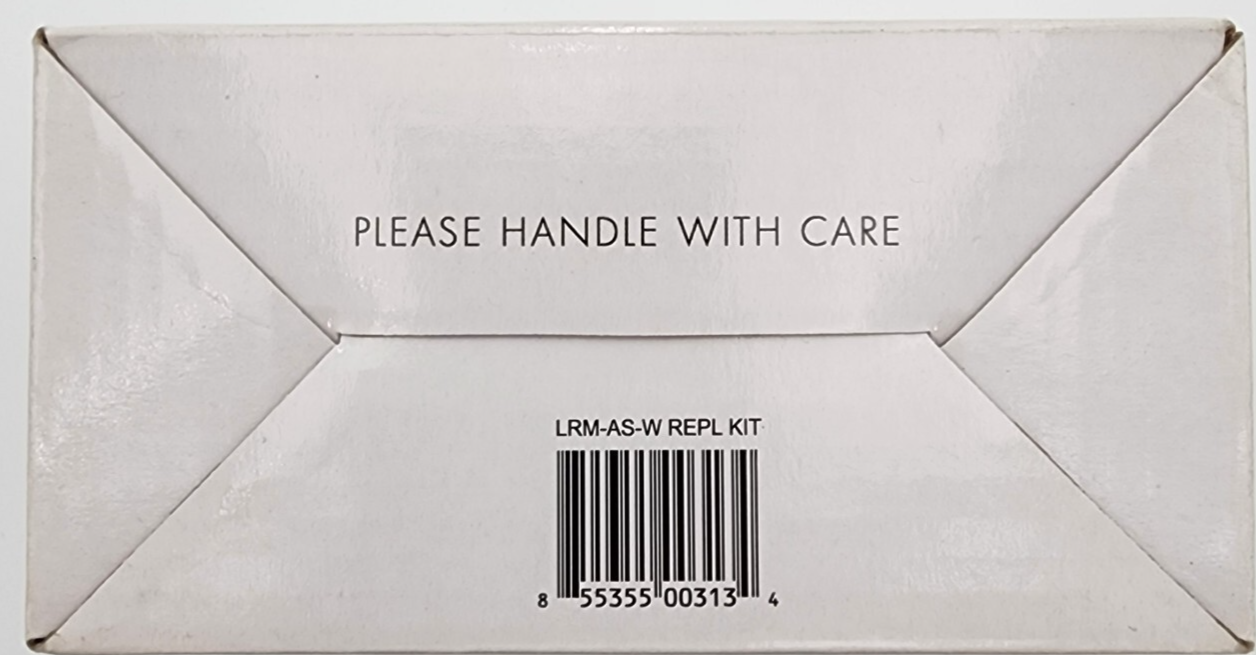 PLEASE HANDLE WITH CARE
LRM-AS-W REPL KIT
8 55355 00313 4